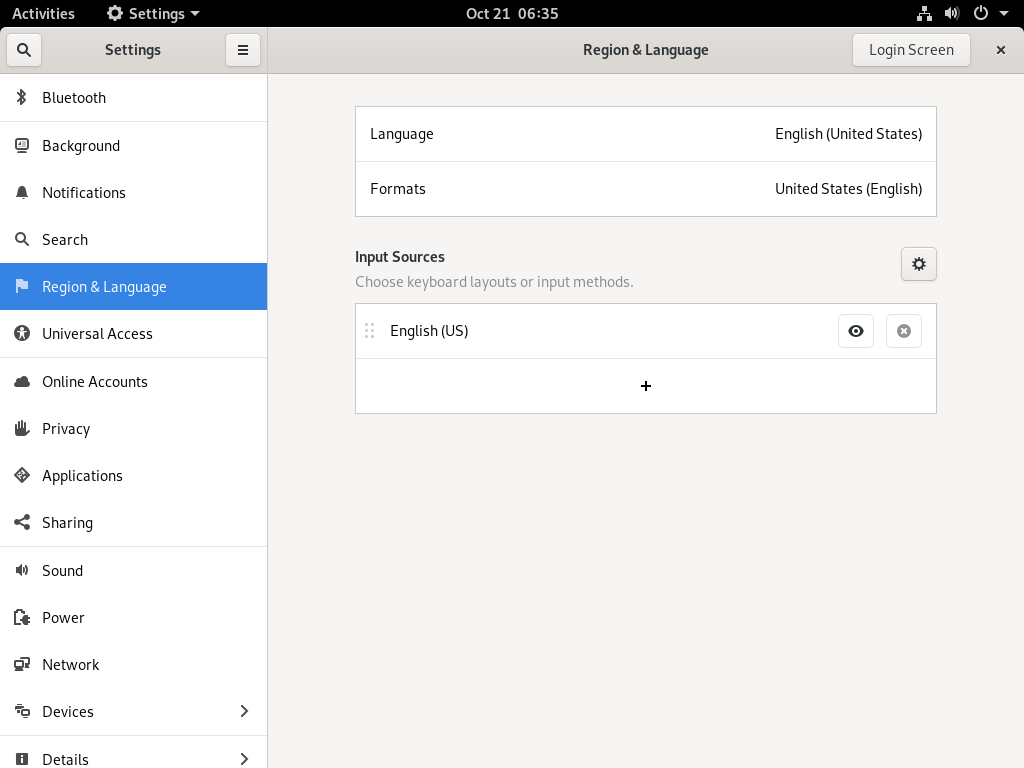 Activities
Settings
Oct 21 06:35
Settings
Region & Language
Login Screen
Bluetooth
Background
Notifications
Search
Region & Language
Universal Access
Online Accounts
Privacy
Applications
Sharing
Sound
Power
Network
Devices
Details
Language
English (United States)
Formats
United States (English)
Input Sources
Choose keyboard layouts or input methods.
English (US)